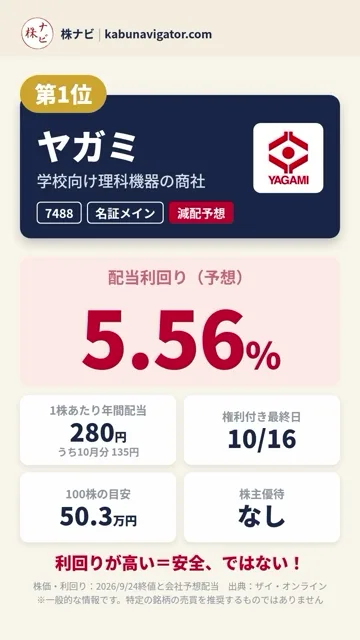 株ナビ 株ナビ | kabunavigator.com
第1位
ヤガミ
学校向け理科機器の商社
YAGAMI
7488 名証メイン 減配予想
配当利回り（予想）
5.56%
1株あたり年間配当
280円
うち10月分 135円
権利付き最終日
10/16
100株の目安
50.3万円
株主優待
なし
利回りが高い＝安全、ではない！
株価・利回り：2026/9/24終値と会社予想配当 出典：ザイ・オンライン
※一般的な情報です。特定の銘柄の売買を推奨するものではありません